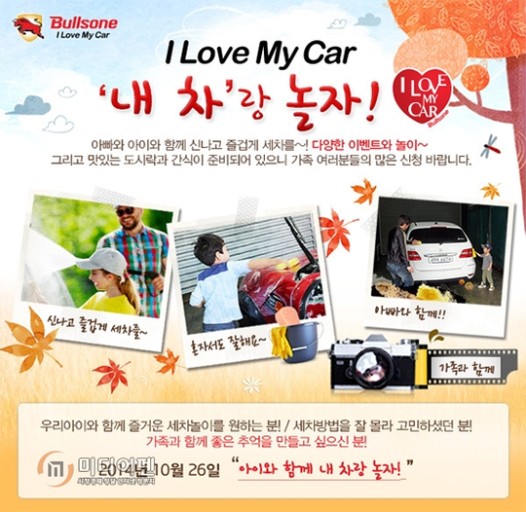 Bullsone
I Love My Car
I Love My Car
'내 차'랑 놀자!
I LOVE
MY
CAR
Bullsone
아빠와 아이와 함께 신나고 즐겁게 세차를~! 다양한 이벤트와 놀이~
그리고 맛있는 도시락과 간식이 준비되어 있으니 가족 여러분들의 많은 신청 바랍니다.
신나고 즐겁게 세차를~
혼자서도 잘해요~
아빠와 함께!!
가족과 함께
우리아이와 함께 즐거운 세차놀이를 원하는 분! / 세차방법을 잘 몰라 고민하셨던 분!
가족과 함께 좋은 추억을 만들고 싶으신 분!
2014년 10월 26일 "아이와 함께 내 차랑 놀자!"
미디어펜